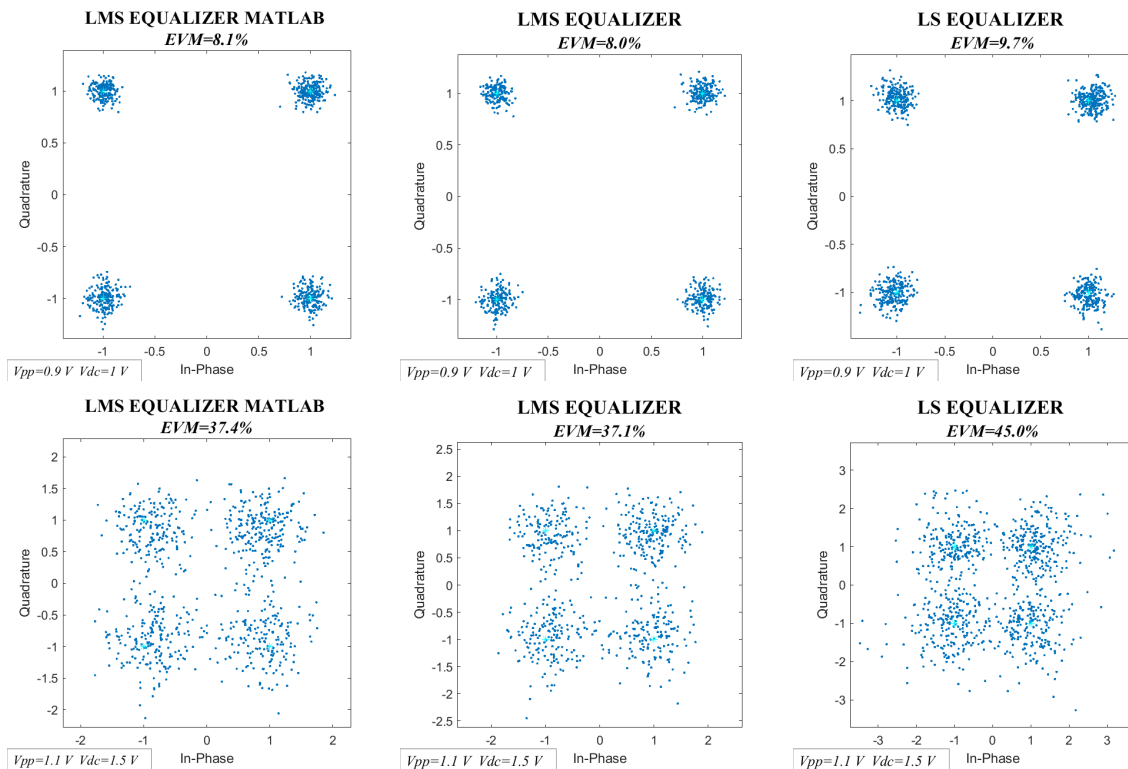 LMS EQUALIZER MATLAB
EVM=8.1%
1
0.5
0
-0.5
-1
Quadrature
-1
-0.5
0
0.5
1
In-Phase
Vpp=0.9 V Vdc=1 V
LMS EQUALIZER
EVM=8.0%
1
0.5
0
-0.5
-1
Quadrature
-1
-0.5
0
0.5
1
In-Phase
Vpp=0.9 V Vdc=1 V
LS EQUALIZER
EVM=9.7%
1
0.5
0
-0.5
-1
Quadrature
-1
-0.5
0
0.5
1
In-Phase
Vpp=0.9 V Vdc=1 V
LMS EQUALIZER MATLAB
EVM=37.4%
2
1.5
1
0.5
0
-0.5
-1
-1.5
-2
Quadrature
-2
-1
0
1
2
In-Phase
Vpp=1.1 V Vdc=1.5 V
LMS EQUALIZER
EVM=37.1%
2.5
2
1.5
1
0.5
0
-0.5
-1
-1.5
-2
-2.5
Quadrature
-2
-1
0
1
2
In-Phase
Vpp=1.1 V Vdc=1.5 V
LS EQUALIZER
EVM=45.0%
3
2
1
0
-1
-2
-3
Quadrature
-3
-2
-1
0
1
2
3
In-Phase
Vpp=1.1 V Vdc=1.5 V